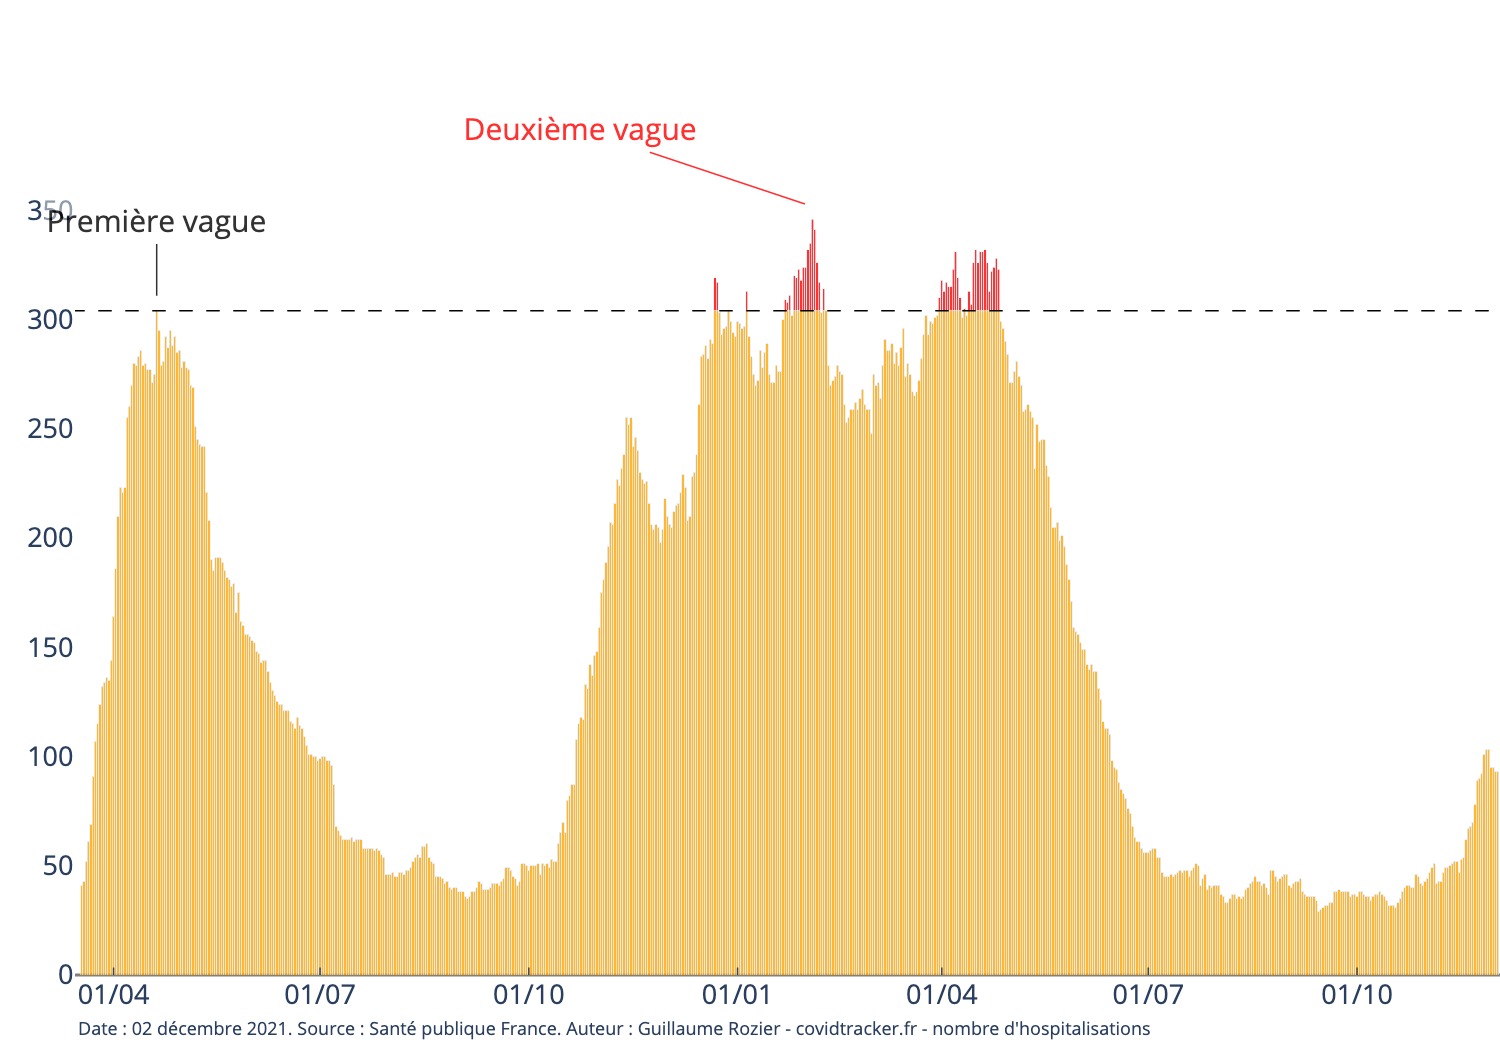 Deuxième vague
350
Première vague
300
250
200
150
100
50
0
01/04 01/07 01/10 01/01 01/04 01/07 01/10
Date : 02 décembre 2021. Source : Santé publique France. Auteur : Guillaume Rozier - covidtracker.fr - nombre d'hospitalisations